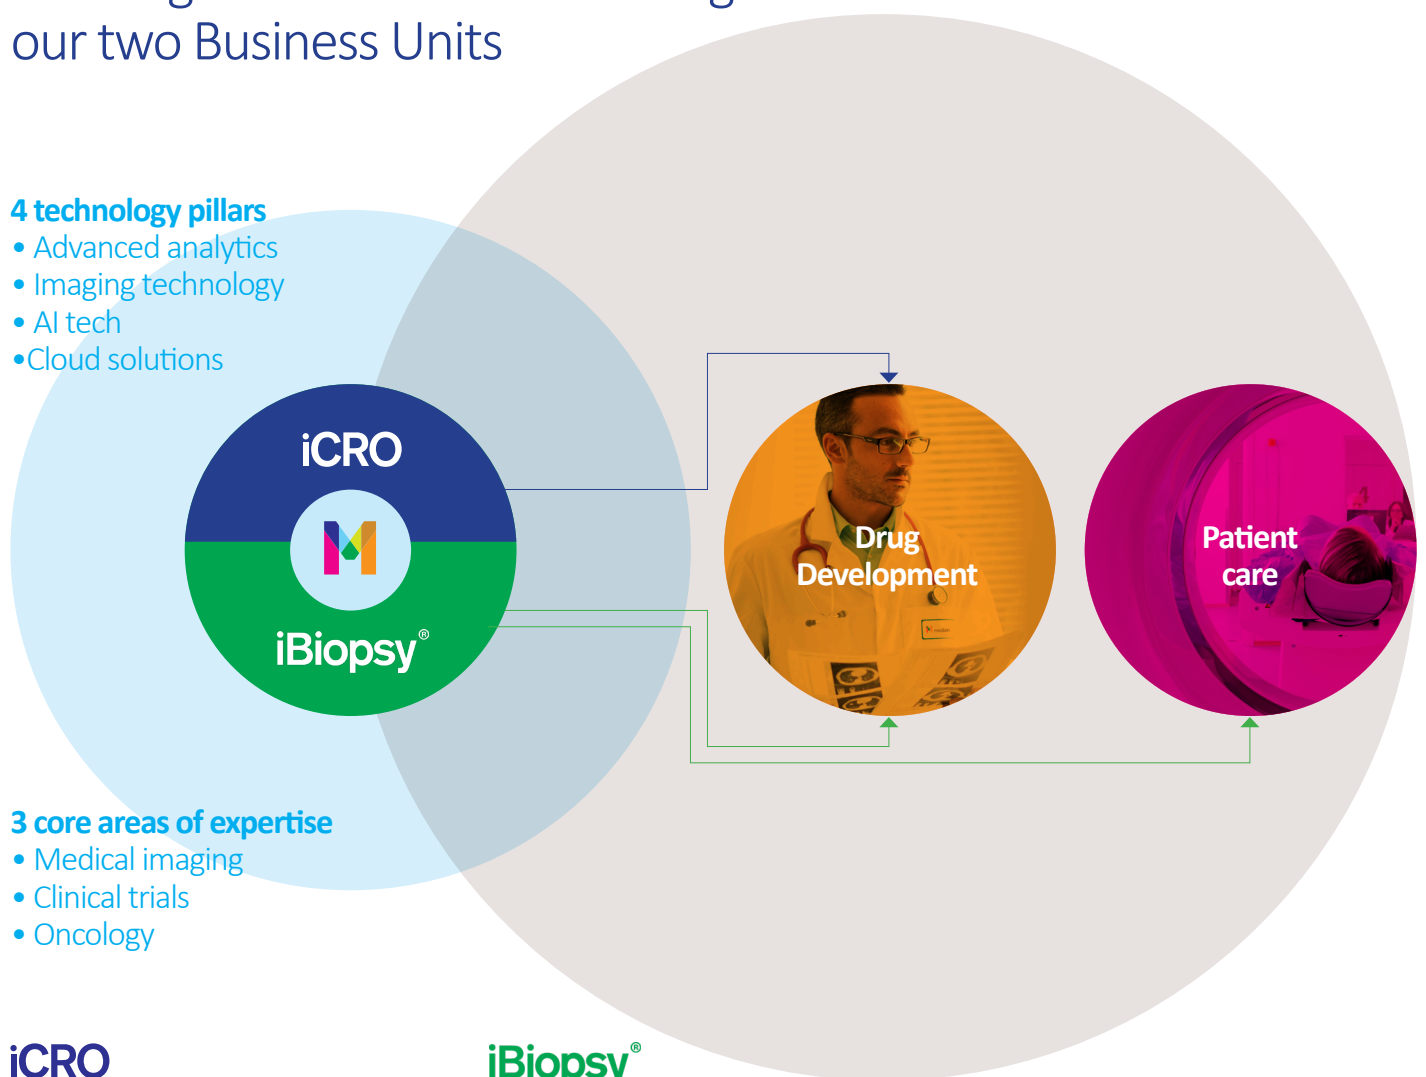 our two Business Units
4 technology pillars
• Advanced analytics
• Imaging technology
• AI tech
•Cloud solutions
iCRO
iBiopsy®
Drug
Development
Patient
care
3 core areas of expertise
• Medical imaging
• Clinical trials
• Oncology
iCRO
iBiopsy®